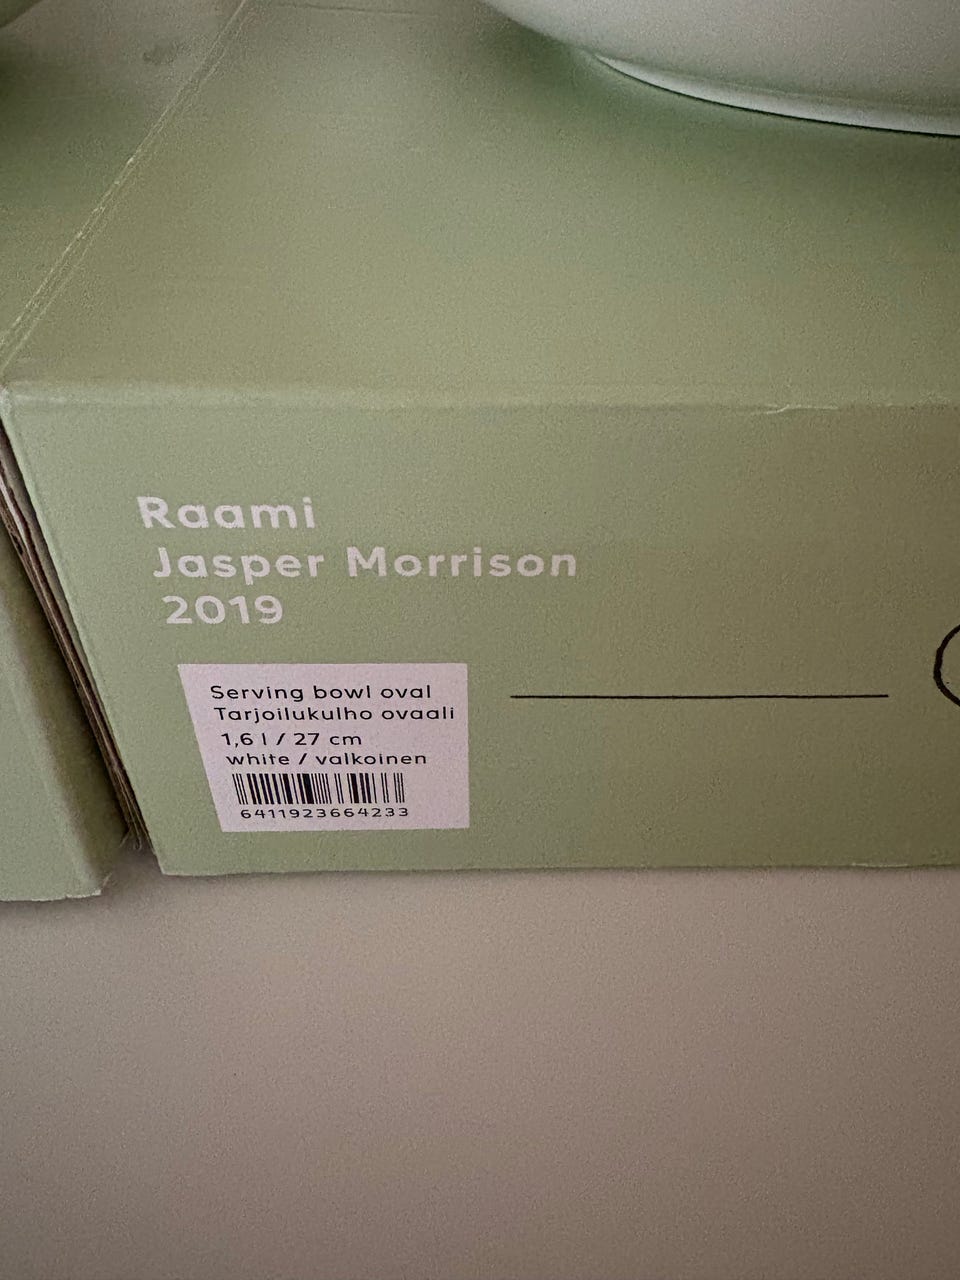 Raami
Jasper Morrison
2019
Serving bowl oval
Tarjoilukulho ovaali
1,6 l / 27 cm
white / valkoinen
6411923664233